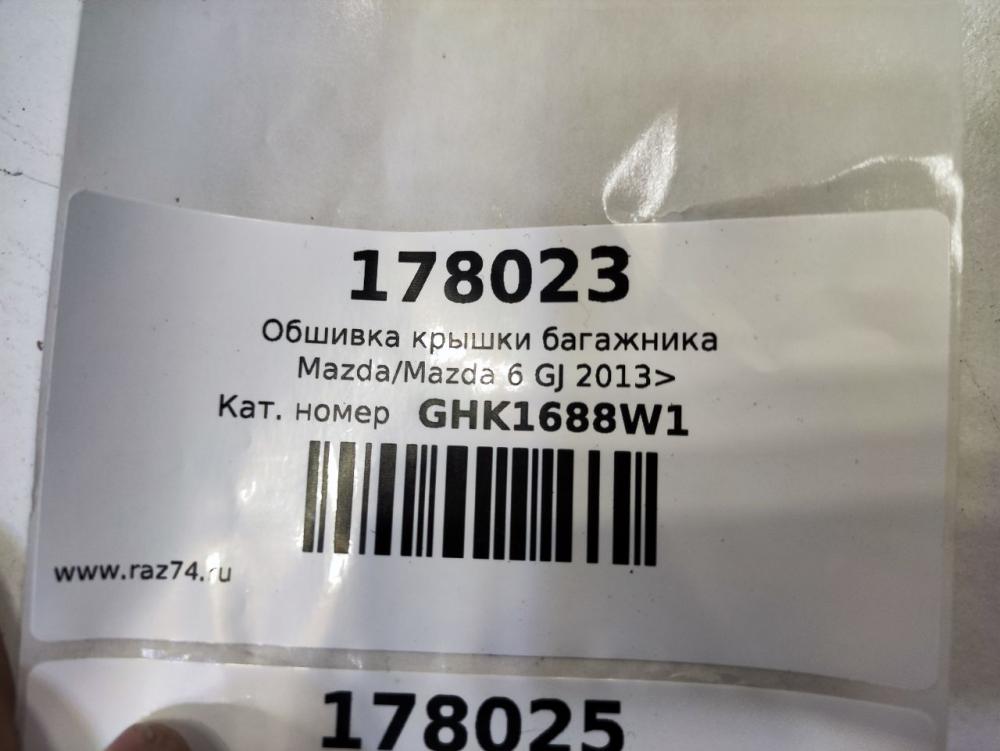 178023
Обшивка крышки багажника
Mazda/Mazda 6 GJ 2013>
Кат. номер GHK1688W1
www.raz74.ru
178025